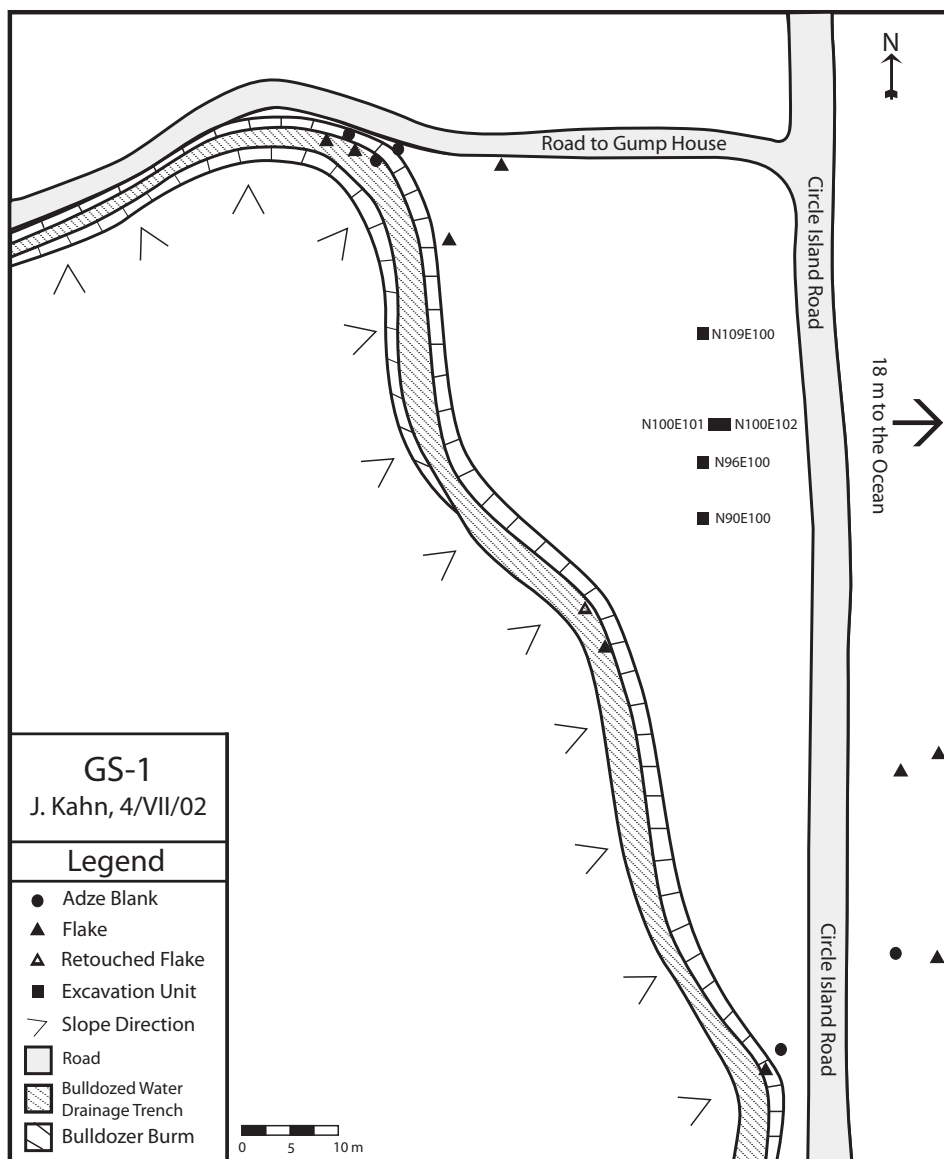 N
Road to Gump House
Circle Island Road
N109E100
18 m to the Ocean
N100E101
N100E102
N96E100
N90E100
GS-1
J. Kahn, 4/VII/02
Legend
Adze Blank
Flake
Retouched Flake
Excavation Unit
Slope Direction
Road
Bulldozed Water
Drainage Trench
Bulldozer Burm
0 5 10 m
Circle Island Road